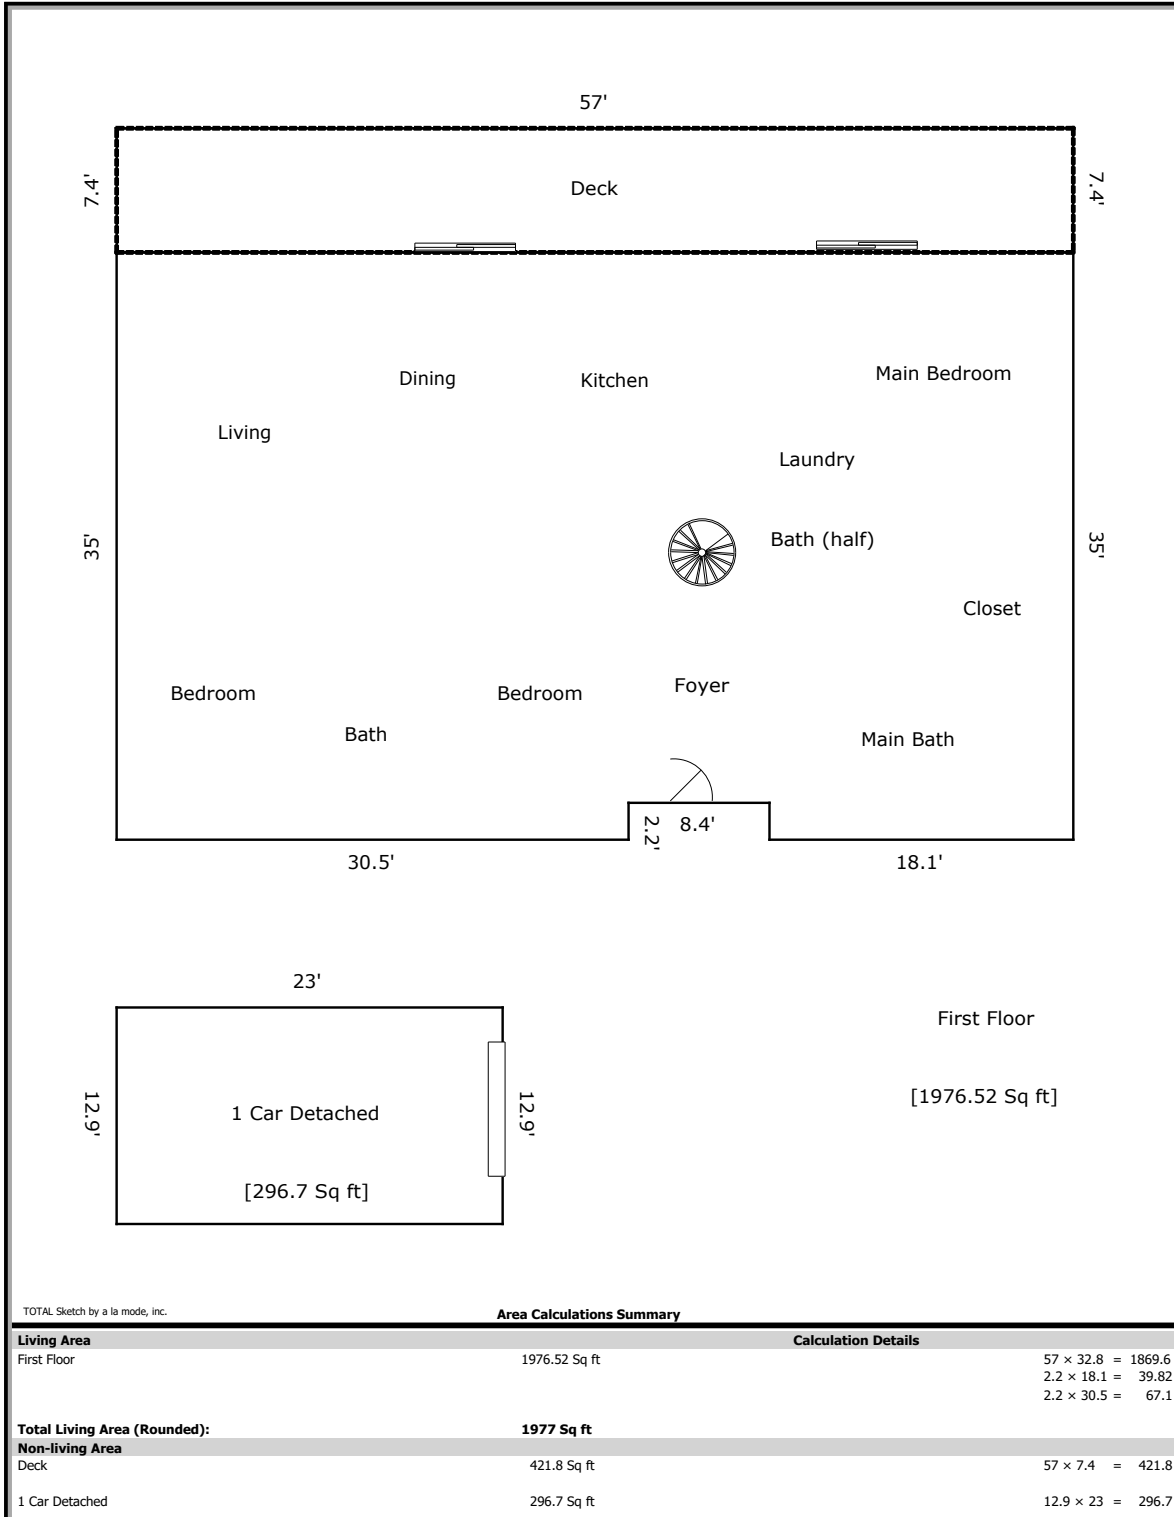 57'
7.4'
Deck
7.4'
Dining
Kitchen
Main Bedroom
Living
Laundry
35'
Bath (half)
35'
Closet
Bedroom
Bedroom
Foyer
Bath
Main Bath
2.2'
8.4'
30.5'
18.1'
23'
First Floor
12.9'
1 Car Detached
12.9'
[1976.52 Sq ft]
[296.7 Sq ft]
TOTAL Sketch by a la mode, inc.
Area Calculations Summary
Living Area Calculation Details
First Floor 1976.52 Sq ft 57 × 32.8 = 1869.6
2.2 × 18.1 = 39.82
2.2 × 30.5 = 67.1
Total Living Area (Rounded): 1977 Sq ft
Non-living Area
Deck 421.8 Sq ft 57 × 7.4 = 421.8
1 Car Detached 296.7 Sq ft 12.9 × 23 = 296.7